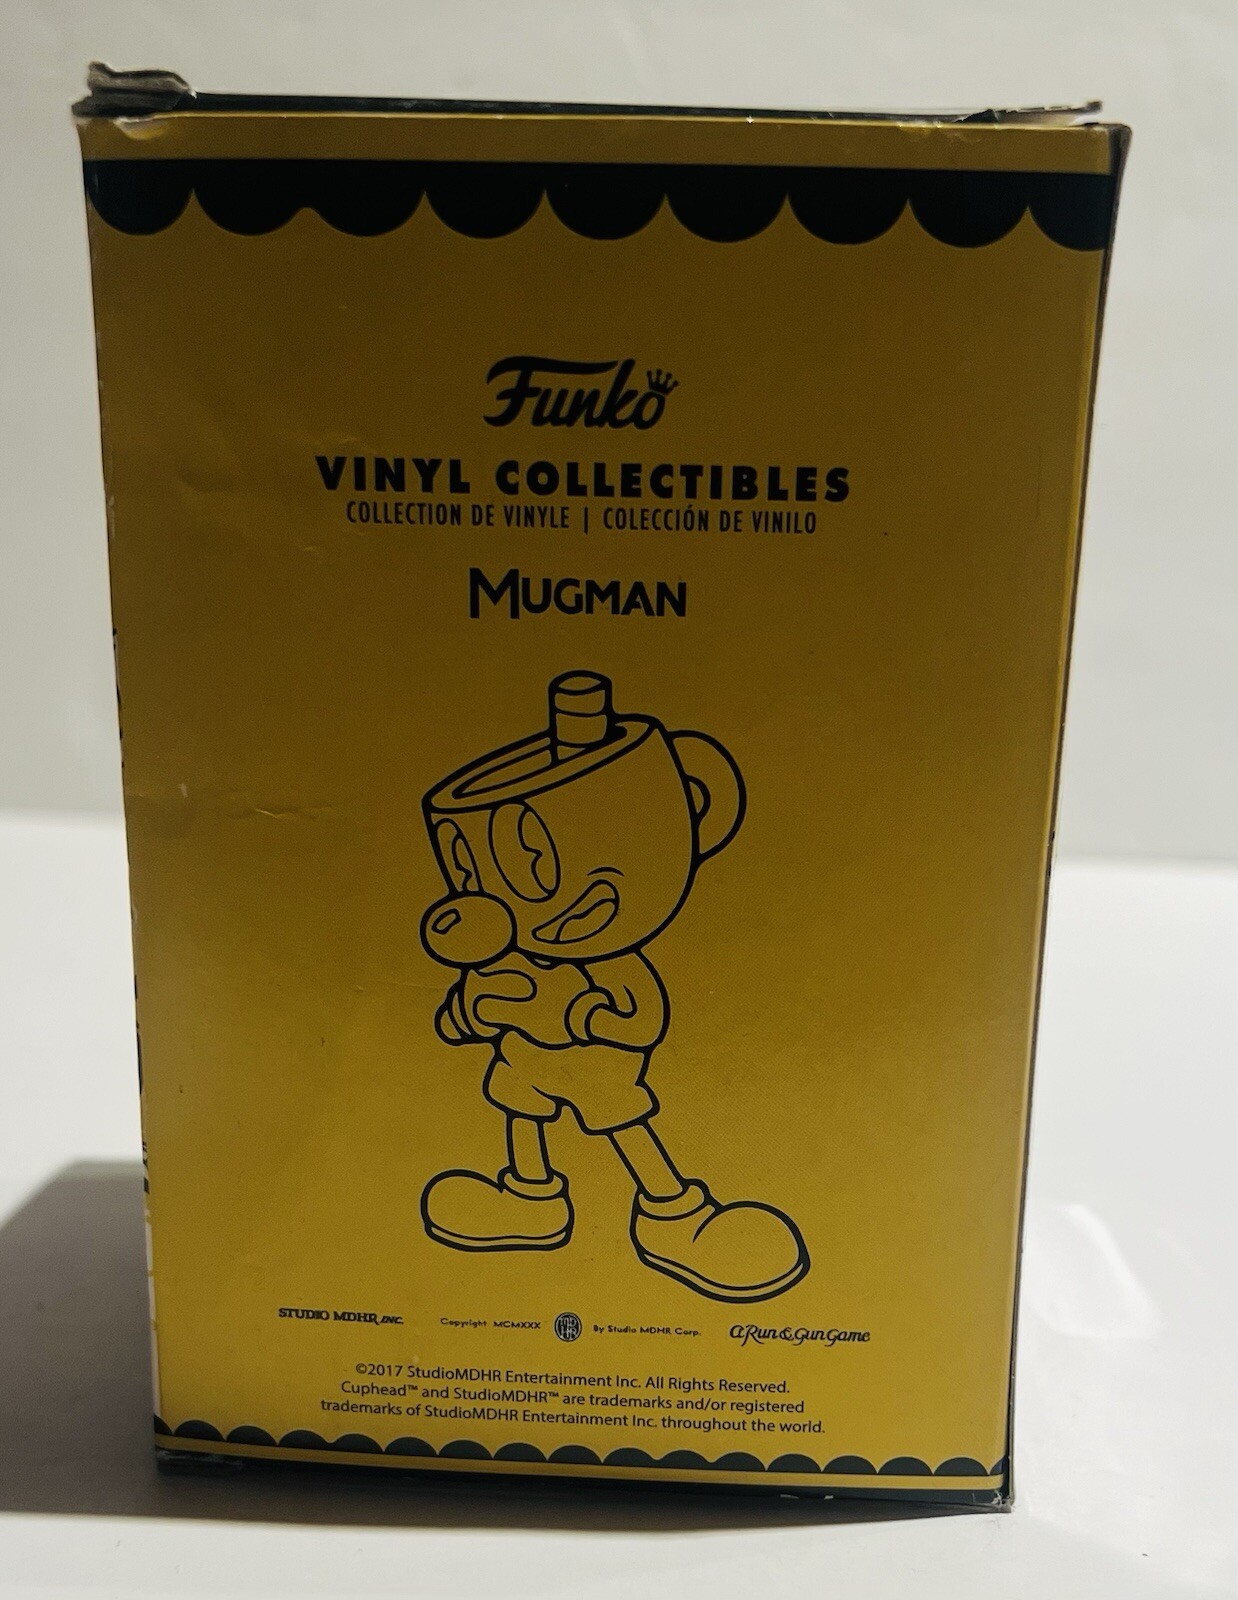 Funko
VINYL COLLECTIBLES
COLLECTION DE VINYLE | COLECCIÓN DE VINILO
MUGMAN
STUDIO MDHR INC. Copyright MCMXXX MDHR By Studio MDHR Corp. a Run & Gun Game
©2017 StudioMDHR Entertainment Inc. All Rights Reserved.
Cuphead™ and StudioMDHR™ are trademarks and/or registered
trademarks of StudioMDHR Entertainment Inc. throughout the world.